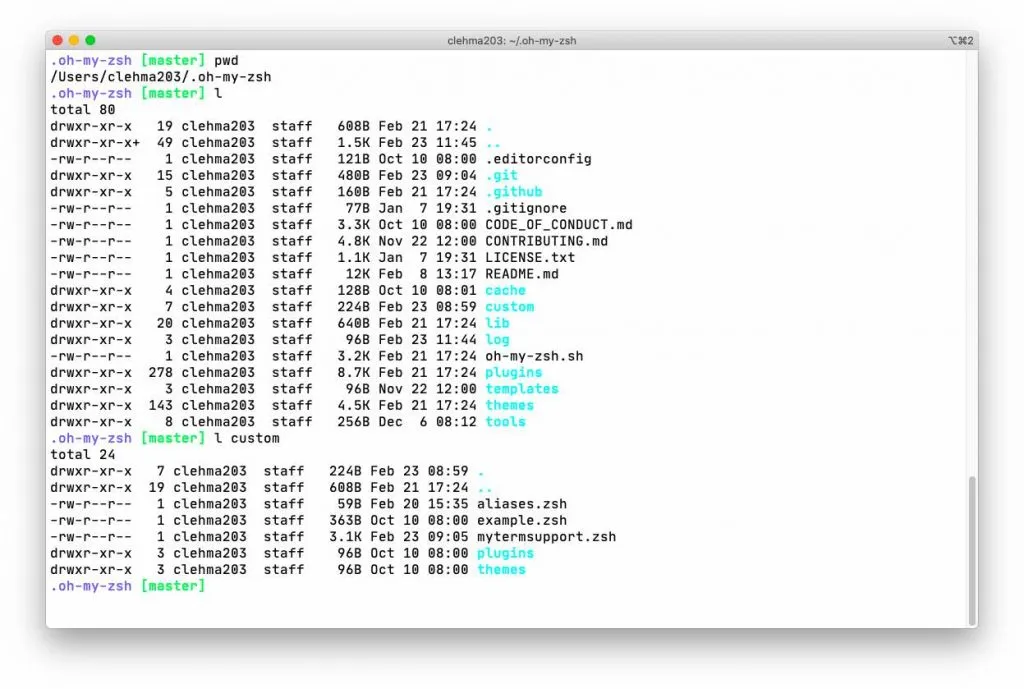 clehma203: ~/.oh-my-zsh ⌥⌘2
.oh-my-zsh [master] pwd
/Users/clehma203/.oh-my-zsh
.oh-my-zsh [master] l
total 80
drwxr-xr-x   19 clehma203  staff   608B Feb 21 17:24 .
drwxr-xr-x+  49 clehma203  staff   1.5K Feb 23 11:45 ..
-rw-r--r--    1 clehma203  staff   121B Oct 10 08:00 .editorconfig
drwxr-xr-x   15 clehma203  staff   480B Feb 23 09:04 .git
drwxr-xr-x    5 clehma203  staff   160B Feb 21 17:24 .github
-rw-r--r--    1 clehma203  staff    77B Jan  7 19:31 .gitignore
-rw-r--r--    1 clehma203  staff   3.3K Oct 10 08:00 CODE_OF_CONDUCT.md
-rw-r--r--    1 clehma203  staff   4.8K Nov 22 12:00 CONTRIBUTING.md
-rw-r--r--    1 clehma203  staff   1.1K Jan  7 19:31 LICENSE.txt
-rw-r--r--    1 clehma203  staff    12K Feb  8 13:17 README.md
drwxr-xr-x    4 clehma203  staff   128B Oct 10 08:01 cache
drwxr-xr-x    7 clehma203  staff   224B Feb 23 08:59 custom
drwxr-xr-x   20 clehma203  staff   640B Feb 21 17:24 lib
drwxr-xr-x    3 clehma203  staff    96B Feb 23 11:44 log
-rw-r--r--    1 clehma203  staff   3.2K Feb 21 17:24 oh-my-zsh.sh
drwxr-xr-x  278 clehma203  staff   8.7K Feb 21 17:24 plugins
drwxr-xr-x    3 clehma203  staff    96B Nov 22 12:00 templates
drwxr-xr-x  143 clehma203  staff   4.5K Feb 21 17:24 themes
drwxr-xr-x    8 clehma203  staff   256B Dec  6 08:12 tools
.oh-my-zsh [master] l custom
total 24
drwxr-xr-x   7 clehma203  staff   224B Feb 23 08:59 .
drwxr-xr-x  19 clehma203  staff   608B Feb 21 17:24 ..
-rw-r--r--   1 clehma203  staff    59B Feb 20 15:35 aliases.zsh
-rw-r--r--   1 clehma203  staff   363B Oct 10 08:00 example.zsh
-rw-r--r--   1 clehma203  staff   3.1K Feb 23 09:05 mytermsupport.zsh
drwxr-xr-x   3 clehma203  staff    96B Oct 10 08:00 plugins
drwxr-xr-x   3 clehma203  staff    96B Oct 10 08:00 themes
.oh-my-zsh [master]